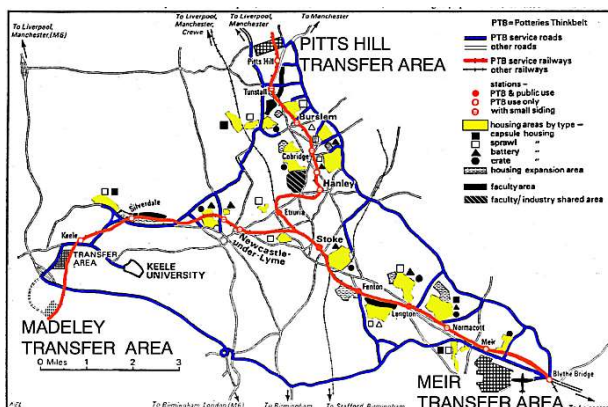 To Liverpool,
Manchester,(M6)
To Liverpool,
Manchester,
Crewe
To Liverpool,
Manchester
To Manchester
PITTS HILL
TRANSFER AREA
Pitts Hill
Tunstall
Burslem
Cobridge
Hanley
Etruria
Silverdale
Keele
TRANSFER
AREA
KEELE
UNIVERSITY
Newcastle-
under-Lyme
Stoke
Fenton
Longton
Normacott
Meir
Blythe Bridge
MADELEY
TRANSFER AREA
0 Miles 1 2 3
MEIR
TRANSFER AREA
To Birmingham, London (M6)
To Birmingham
To Stafford, Birmingham
PTB = Potteries Thinkbelt
PTB service roads
other roads
PTB service railways
other railways
stations –
PTB & public use
PTB use only
with small siding
housing areas by type –
capsule housing
sprawl "
battery "
crate "
housing expansion area
faculty area
faculty/ industry shared area